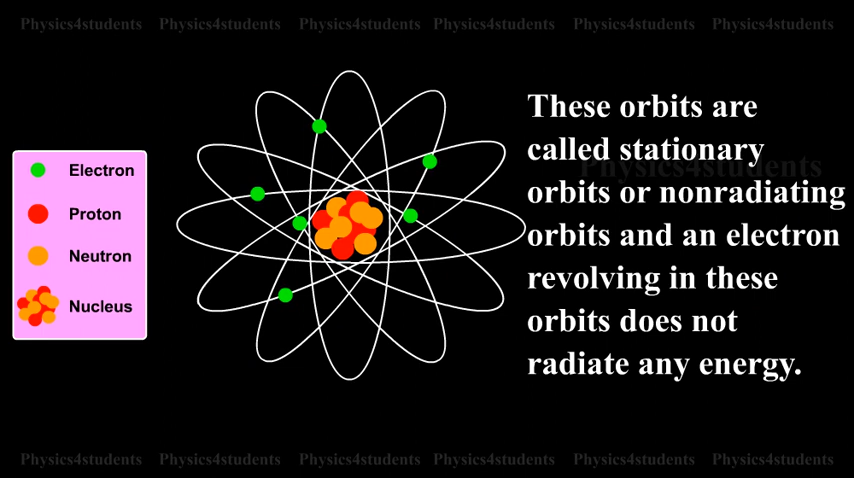 Physics4students Physics4students Physics4students Physics4students Physics4students Physics4students
These orbits are
called stationary
Physics4students
orbits or nonradiating
orbits and an electron
revolving in these
orbits does not
radiate any energy.
Electron
Proton
Neutron
Nucleus
Physics4students Physics4students Physics4students Physics4students Physics4students Physics4students